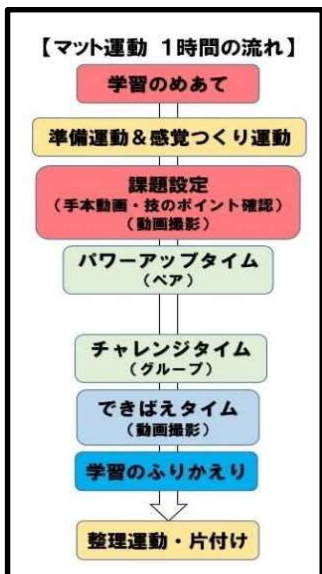 【マット運動 1時間の流れ】
学習のめあて
準備運動&感覚つくり運動
課題設定
(手本動画・技のポイント確認)
(動画撮影)
パワーアップタイム
(ペア)
チャレンジタイム
(グループ)
できばえタイム
(動画撮影)
学習のふりかえり
整理運動・片付け